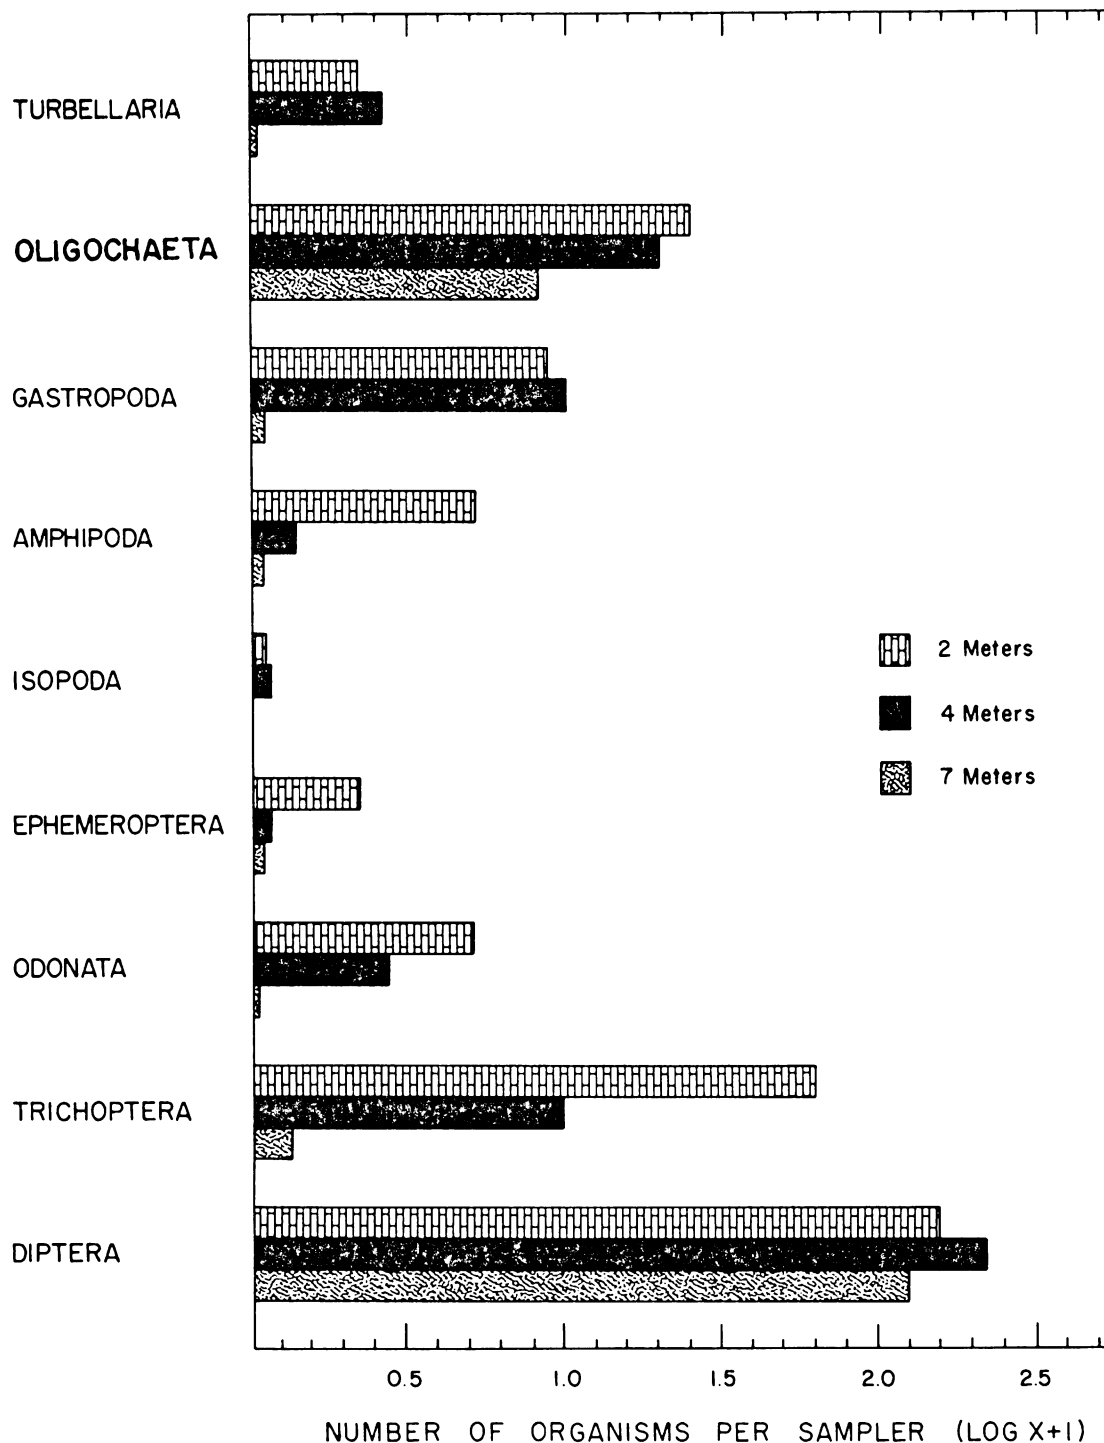 TURBELLARIA
OLIGOCHAETA
GASTROPODA
AMPHIPODA
ISOPODA
2 Meters
4 Meters
7 Meters
EPHEMEROPTERA
ODONATA
TRICHOPTERA
DIPTERA
0.5 1.0 1.5 2.0 2.5
NUMBER OF ORGANISMS PER SAMPLER (LOG X+1)